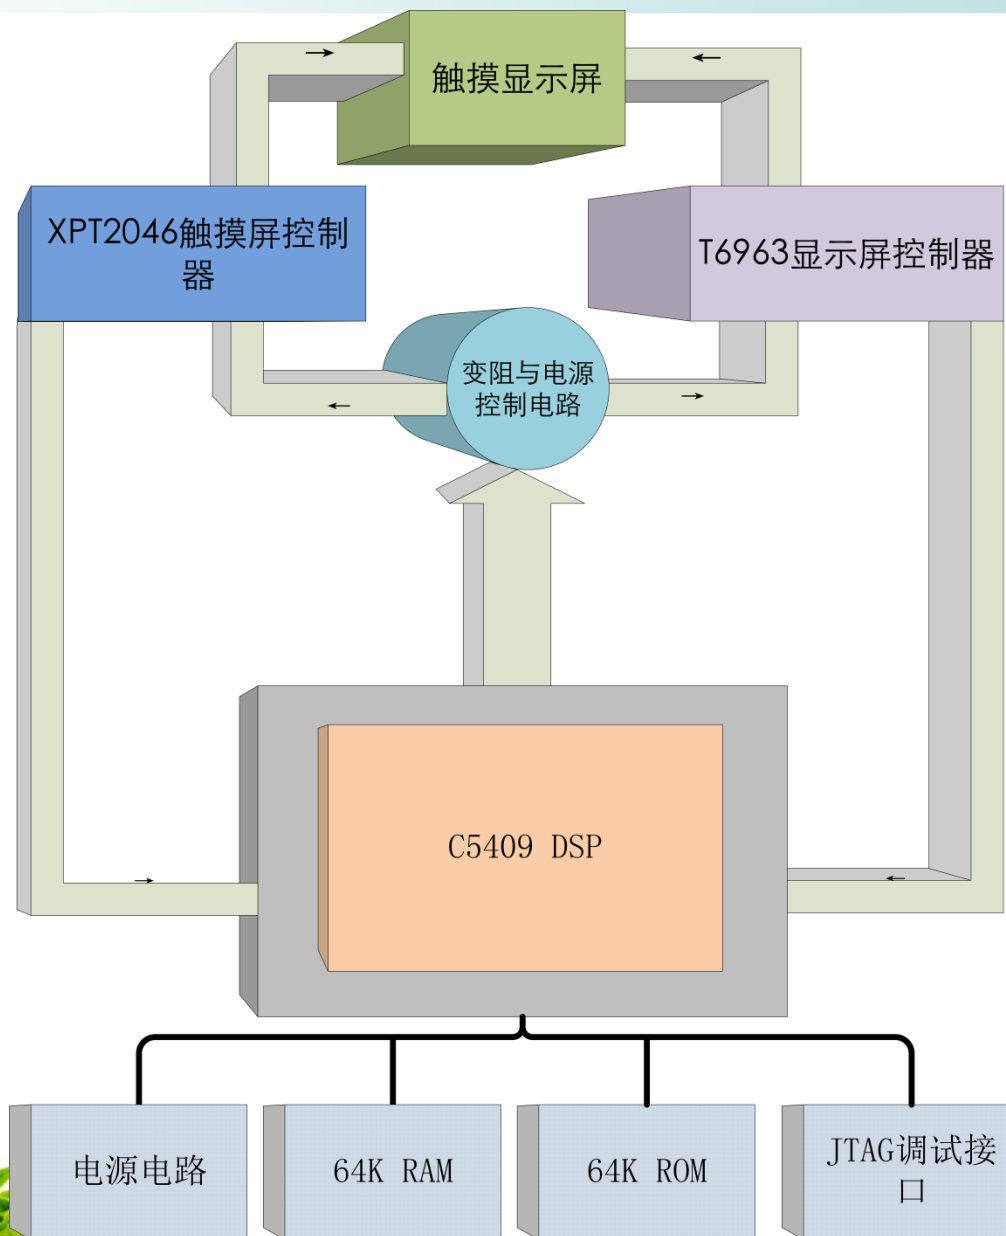 触摸显示屏
XPT2046触摸屏控制
器
T6963显示屏控制器
变阻与电源
控制电路
C5409 DSP
电源电路
64K RAM
64K ROM
JTAG调试接
口